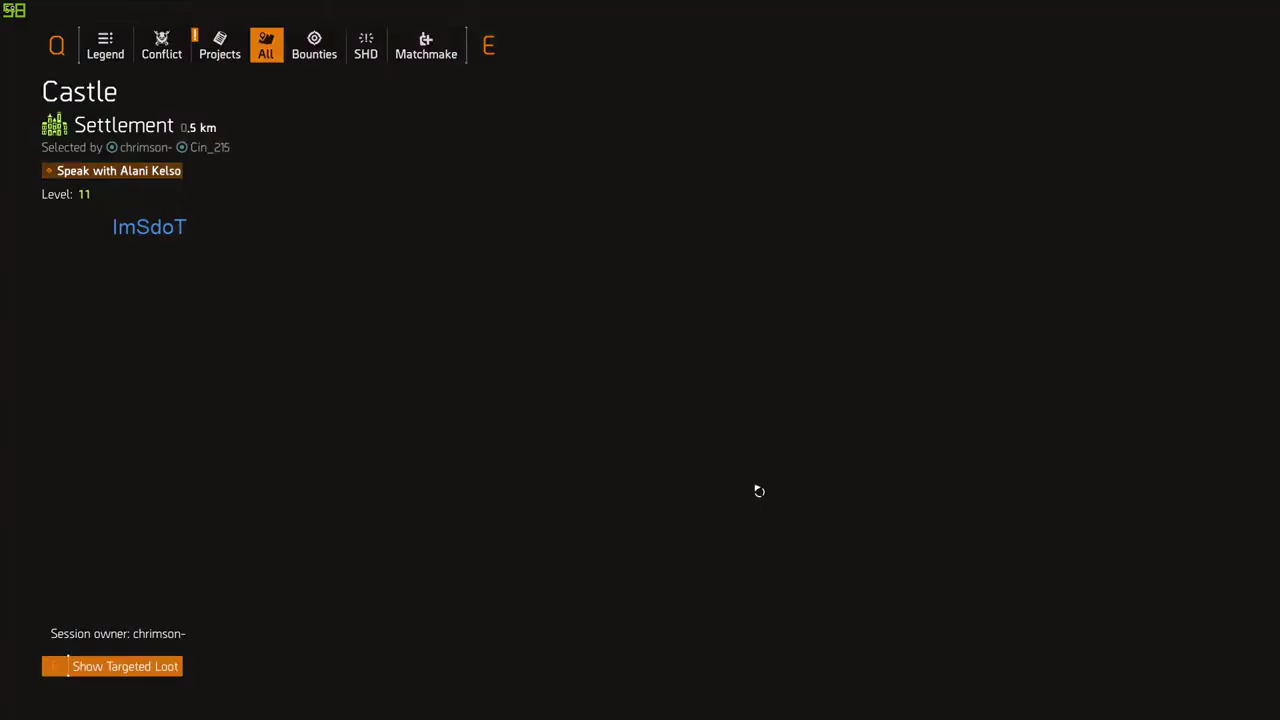 58
Q Legend Conflict Projects All Bounties SHD Matchmake E
Castle
Settlement 0.5 km
Selected by chrimson- Cin_215
Speak with Alani Kelso
Level: 11
ImSdoT
Session owner: chrimson-
Show Targeted Loot